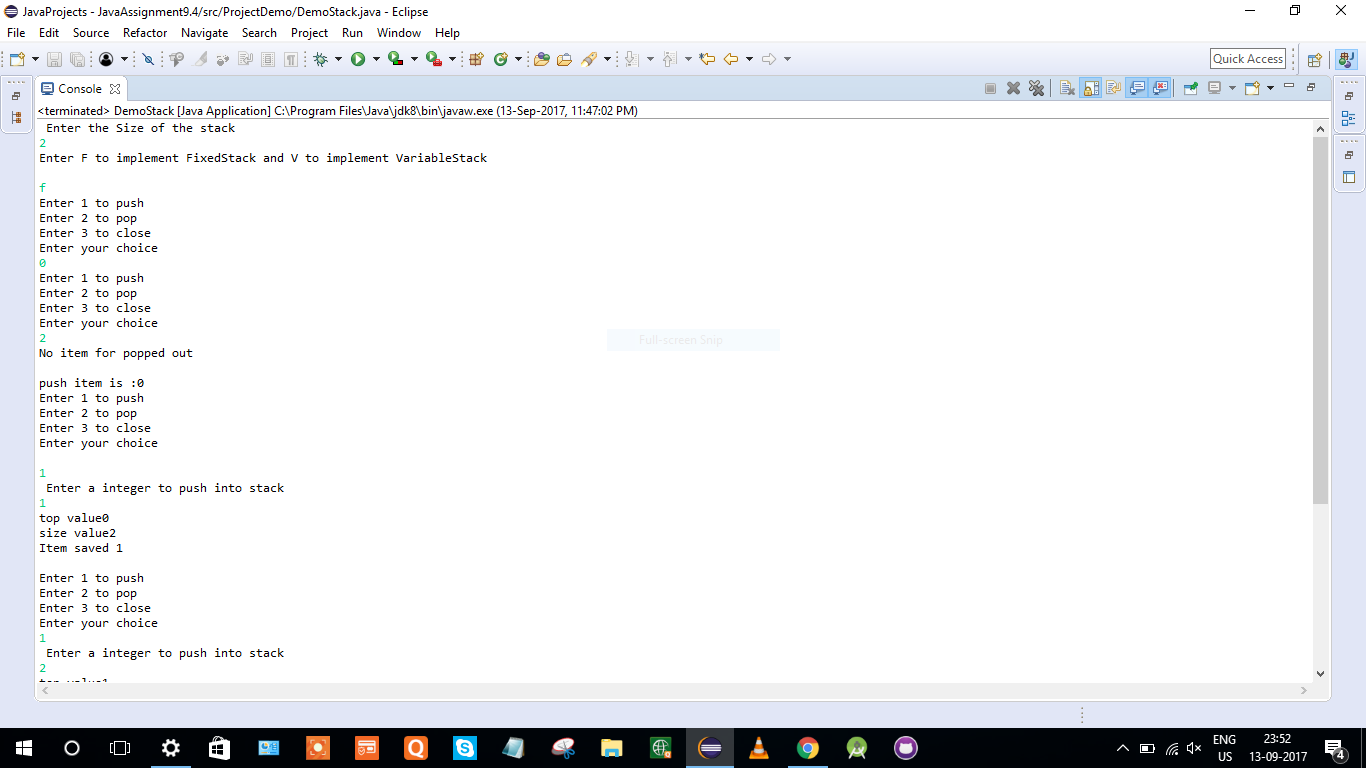 JavaProjects - JavaAssignment9.4/src/ProjectDemo/DemoStack.java - Eclipse
File Edit Source Refactor Navigate Search Project Run Window Help
Quick Access
Console
<terminated> DemoStack [Java Application] C:\Program Files\Java\jdk8\bin\javaw.exe (13-Sep-2017, 11:47:02 PM)
Enter the Size of the stack
2
Enter F to implement FixedStack and V to implement VariableStack
f
Enter 1 to push
Enter 2 to pop
Enter 3 to close
Enter your choice
0
Enter 1 to push
Enter 2 to pop
Enter 3 to close
Enter your choice
2
Full-screen Snip
No item for popped out
push item is :0
Enter 1 to push
Enter 2 to pop
Enter 3 to close
Enter your choice
1
Enter a integer to push into stack
1
top value0
size value2
Item saved 1
Enter 1 to push
Enter 2 to pop
Enter 3 to close
Enter your choice
1
Enter a integer to push into stack
2
ENG 23:52
US 13-09-2017 4